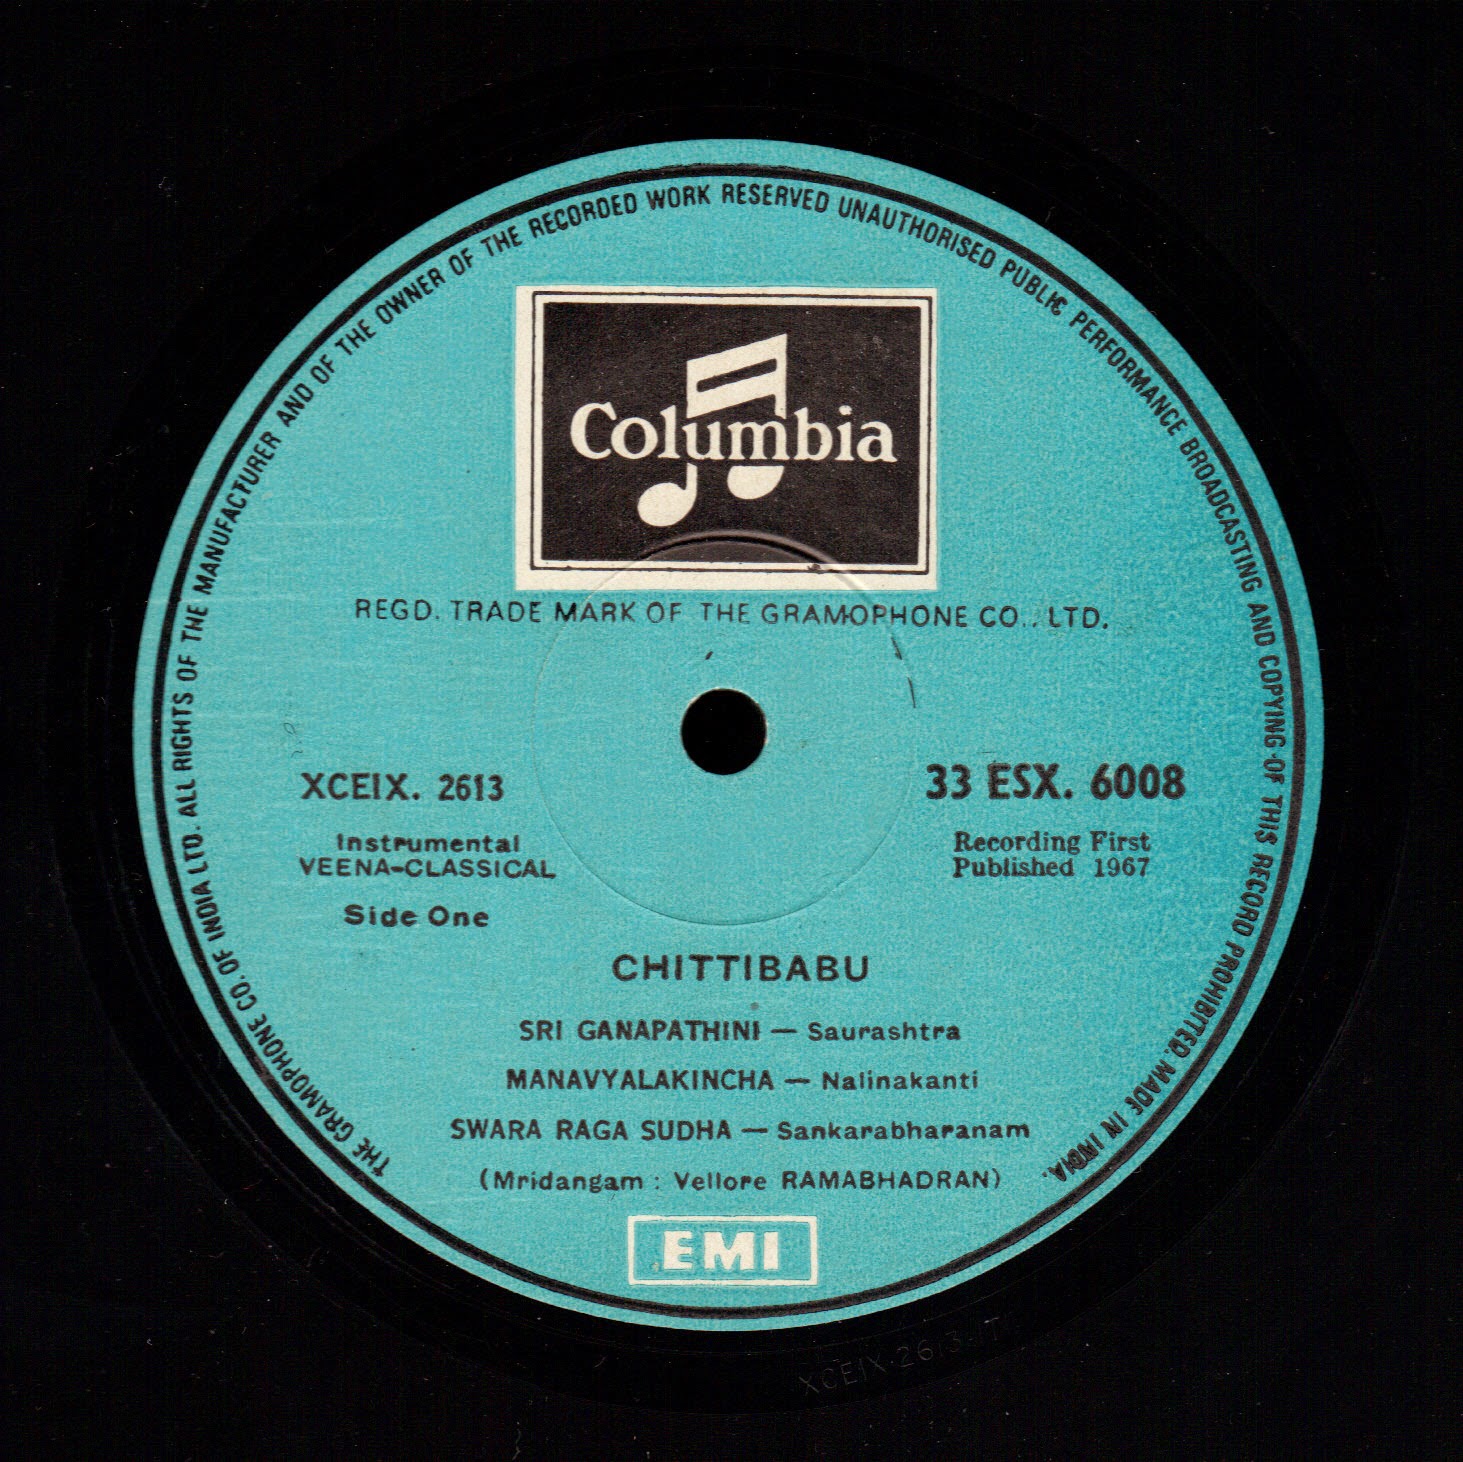 THE GRAMOPHONE CO. OF INDIA LTD. ALL RIGHTS OF THE MANUFACTURER AND OF THE OWNER OF THE RECORDED WORK RESERVED UNAUTHORISED PUBLIC PERFORMANCE BROADCASTING AND COPYING OF THIS RECORD PROHIBITED. MADE IN INDIA.
Columbia
REGD. TRADE MARK OF THE GRAMOPHONE CO., LTD.
XCEIX. 2613
33 ESX. 6008
Instrumental
VEENA-CLASSICAL
Recording First
Published 1967
Side One
CHITTIBABU
SRI GANAPATHINI — Saurashtra
MANAVYALAKINCHA — Nalinakanti
SWARA RAGA SUDHA — Sankarabharanam
(Mridangam : Vellore RAMABHADRAN)
EMI
XCEIX.2613-1T